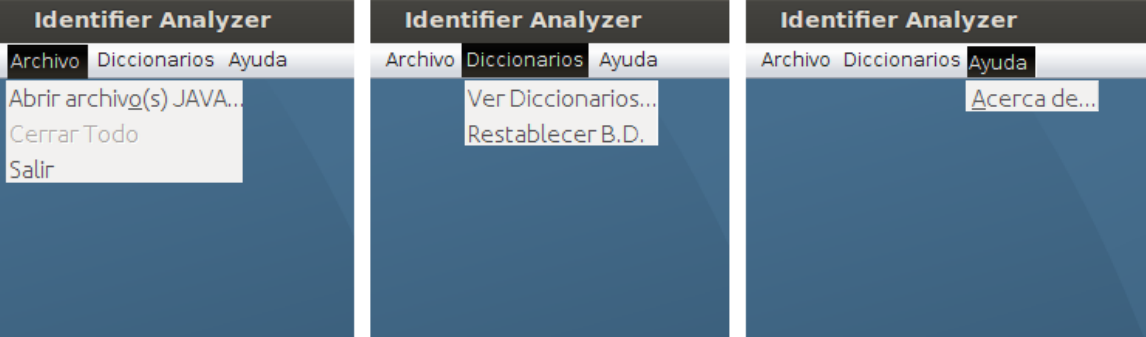 Identifier Analyzer
Archivo Diccionarios Ayuda
Abrir archivo(s) JAVA...
Cerrar Todo
Salir
Identifier Analyzer
Archivo Diccionarios Ayuda
Ver Diccionarios...
Restablecer B.D.
Identifier Analyzer
Archivo Diccionarios Ayuda
Acerca de...